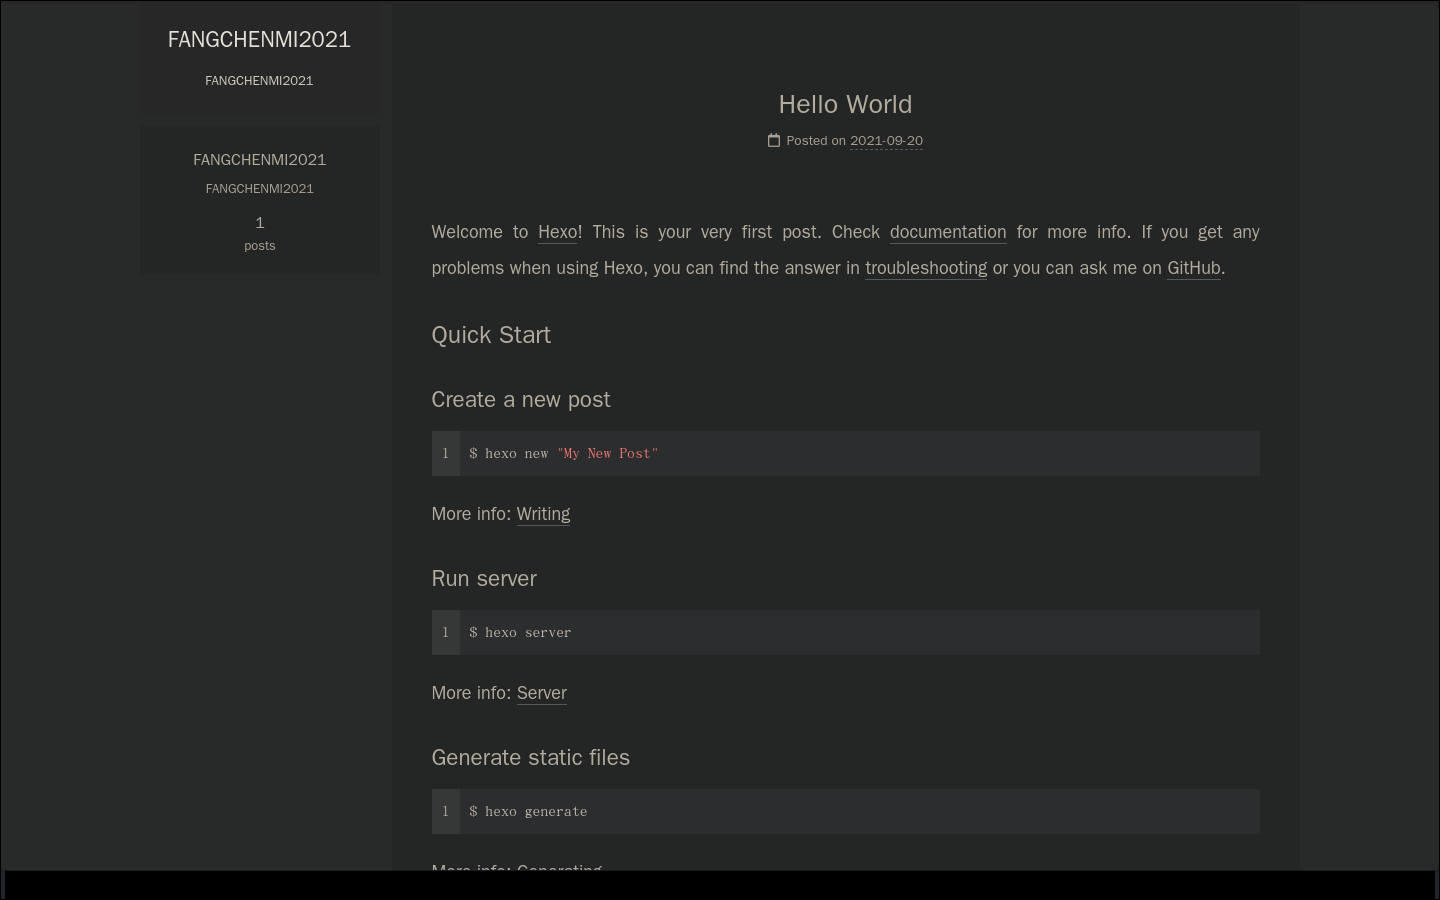 FANGCHENMI2021
FANGCHENMI2021
FANGCHENMI2021
FANGCHENMI2021
1
posts
Hello World
Posted on 2021-09-20
Welcome to Hexo! This is your very first post. Check documentation for more info. If you get any
problems when using Hexo, you can find the answer in troubleshooting or you can ask me on GitHub.
Quick Start
Create a new post
1 $ hexo new "My New Post"
More info: Writing
Run server
1 $ hexo server
More info: Server
Generate static files
1 $ hexo generate
More info: Generating